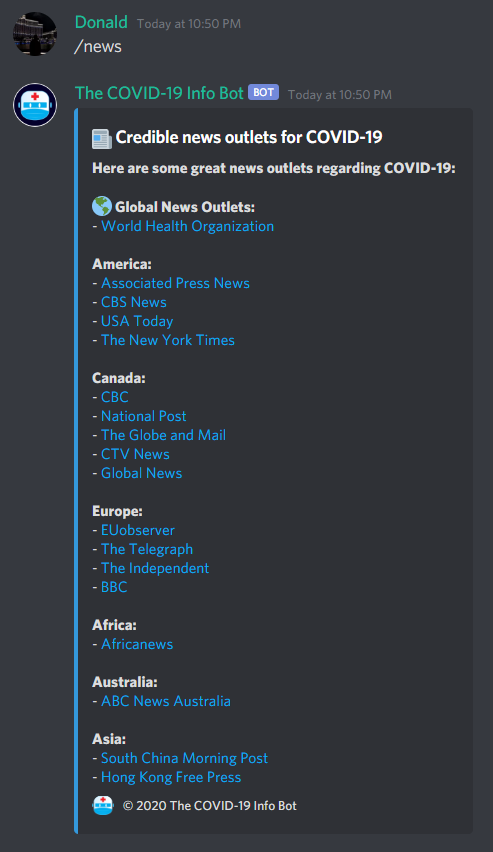 Donald Today at 10:50 PM
/news
The COVID-19 Info Bot BOT Today at 10:50 PM
Credible news outlets for COVID-19
Here are some great news outlets regarding COVID-19:
Global News Outlets:
- World Health Organization
America:
- Associated Press News
- CBS News
- USA Today
- The New York Times
Canada:
- CBC
- National Post
- The Globe and Mail
- CTV News
- Global News
Europe:
- EUobserver
- The Telegraph
- The Independent
- BBC
Africa:
- Africanews
Australia:
- ABC News Australia
Asia:
- South China Morning Post
- Hong Kong Free Press
© 2020 The COVID-19 Info Bot